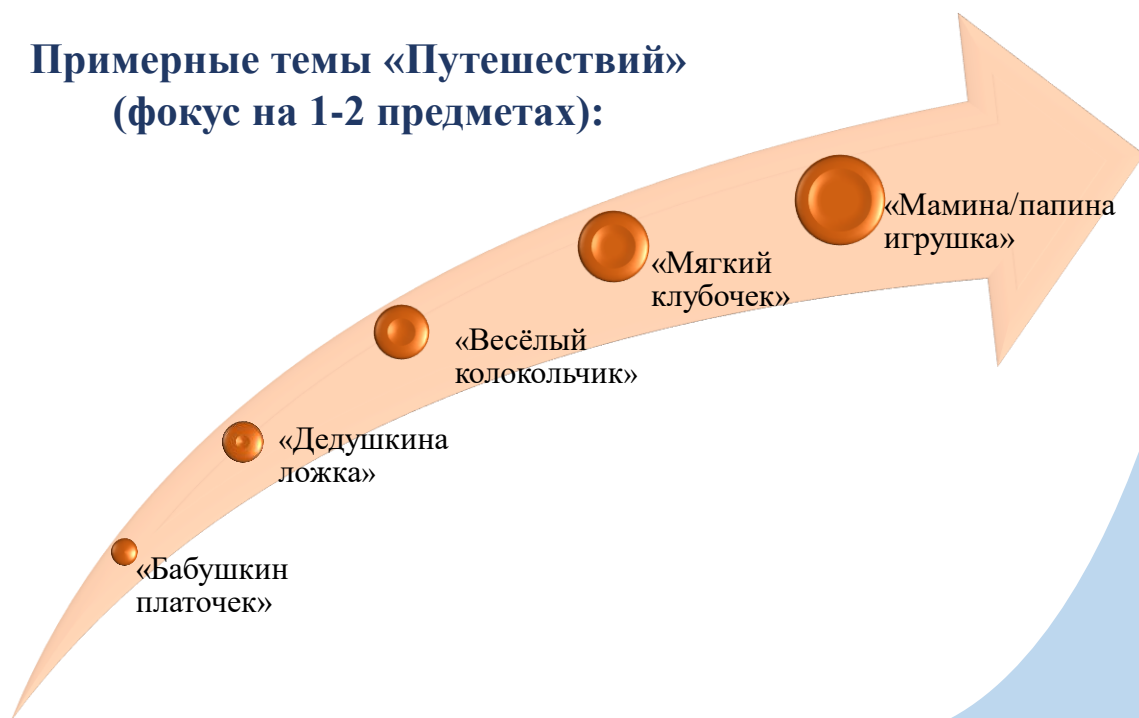 Примерные темы «Путешествий»
(фокус на 1-2 предметах):
«Мамина/папина
игрушка»
«Мягкий
клубочек»
«Весёлый
колокольчик»
«Дедушкина
ложка»
«Бабушкин
платочек»